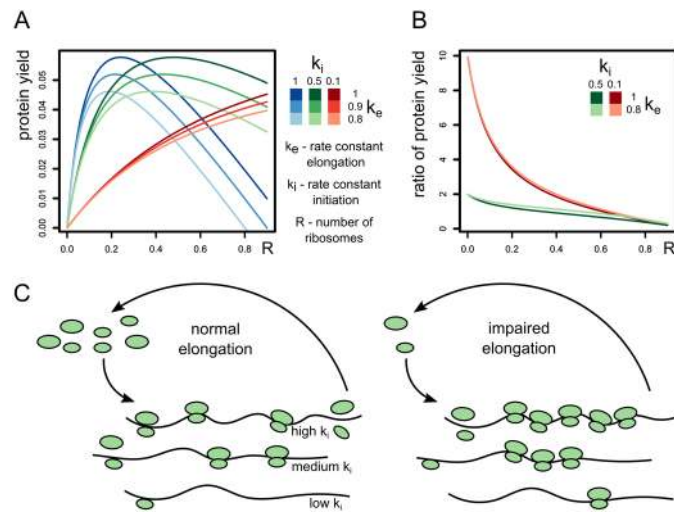 A
B
protein yield
0.00
0.01
0.02
0.03
0.04
0.05
0.0 0.2 0.4 0.6 0.8 R
ki
1 0.5 0.1
1
0.9 ke
0.8
ke - rate constant
elongation
ki - rate constant
initiation
R - number of
ribosomes
ratio of protein yield
10
8
6
4
2
0
0.0 0.2 0.4 0.6 0.8 R
ki
0.5 0.1
1
0.8 ke
C
normal
elongation
high ki
medium ki
low ki
impaired
elongation